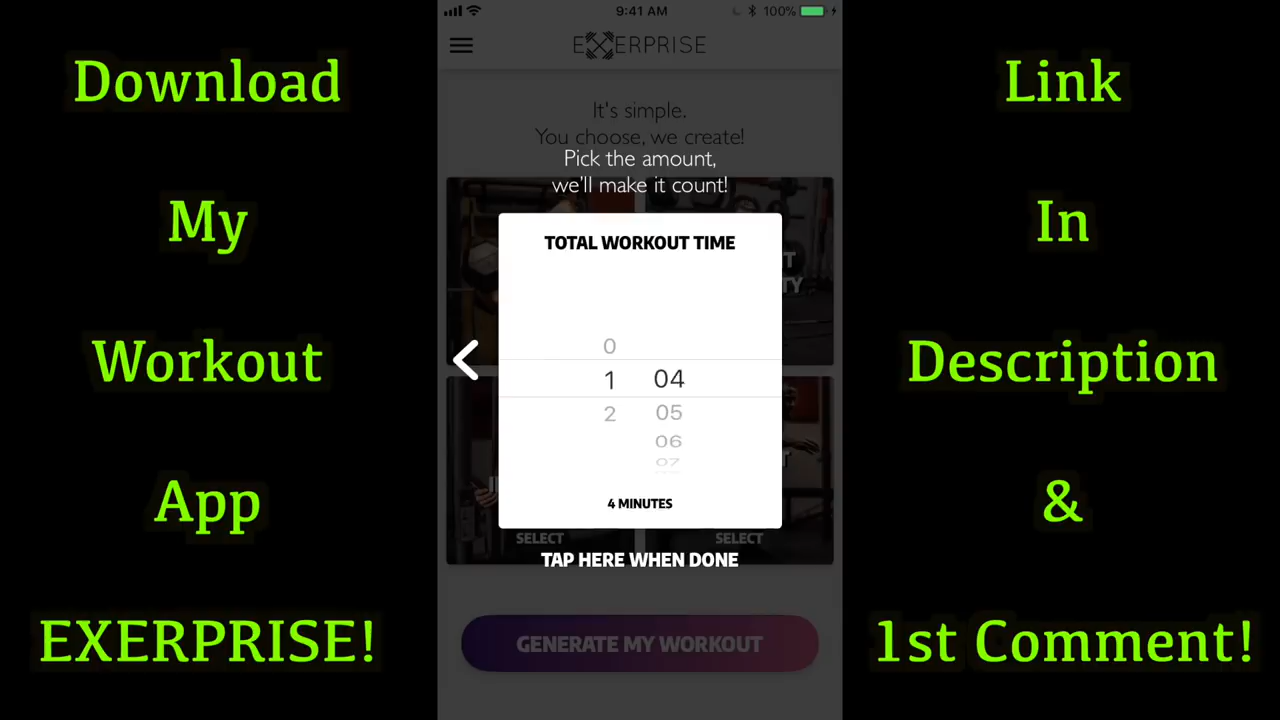 Download
My
Workout
App
EXERPRISE!
9:41 AM
100%
EXERPRISE
It's simple.
You choose, we create!
Pick the amount,
we'll make it count!
TOTAL WORKOUT TIME
0
1 04
2 05
06
07
4 MINUTES
SELECT SELECT
TAP HERE WHEN DONE
GENERATE MY WORKOUT
Link
In
Description
&
1st Comment!